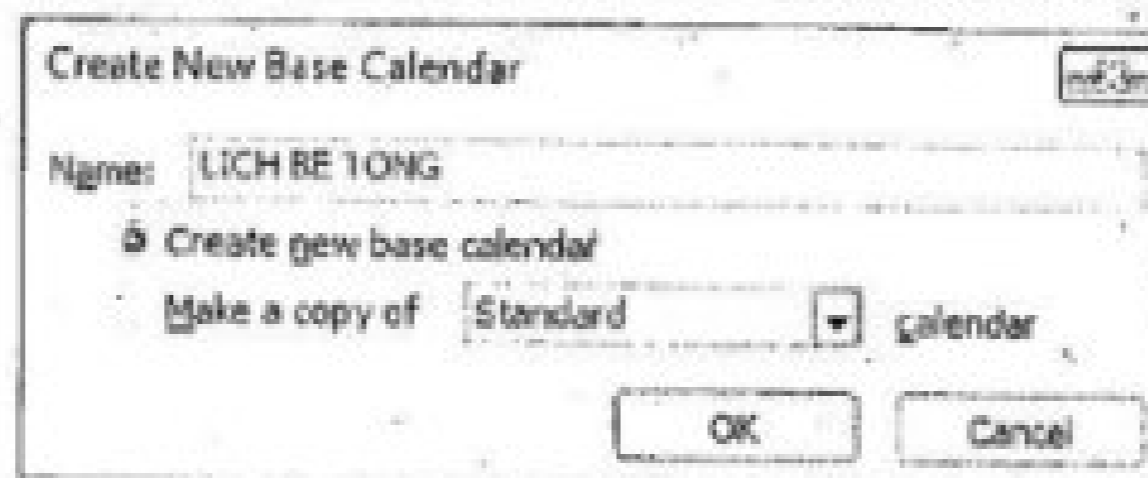 Create New Base Calendar
Name: LICH BE TONG
Create new base calendar
Make a copy of Standard calendar
OK Cancel